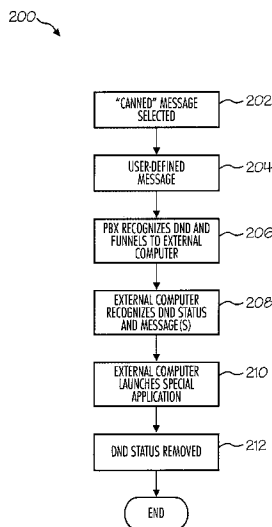 200
"CANNED" MESSAGE
SELECTED
202
USER-DEFINED
MESSAGE
204
PBX RECOGNIZES DND AND
FUNNELS TO EXTERNAL
COMPUTER
206
EXTERNAL COMPUTER
RECOGNIZES DND STATUS
AND MESSAGE(S)
208
EXTERNAL COMPUTER
LAUNCHES SPECIAL
APPLICATION
210
DND STATUS REMOVED
212
END